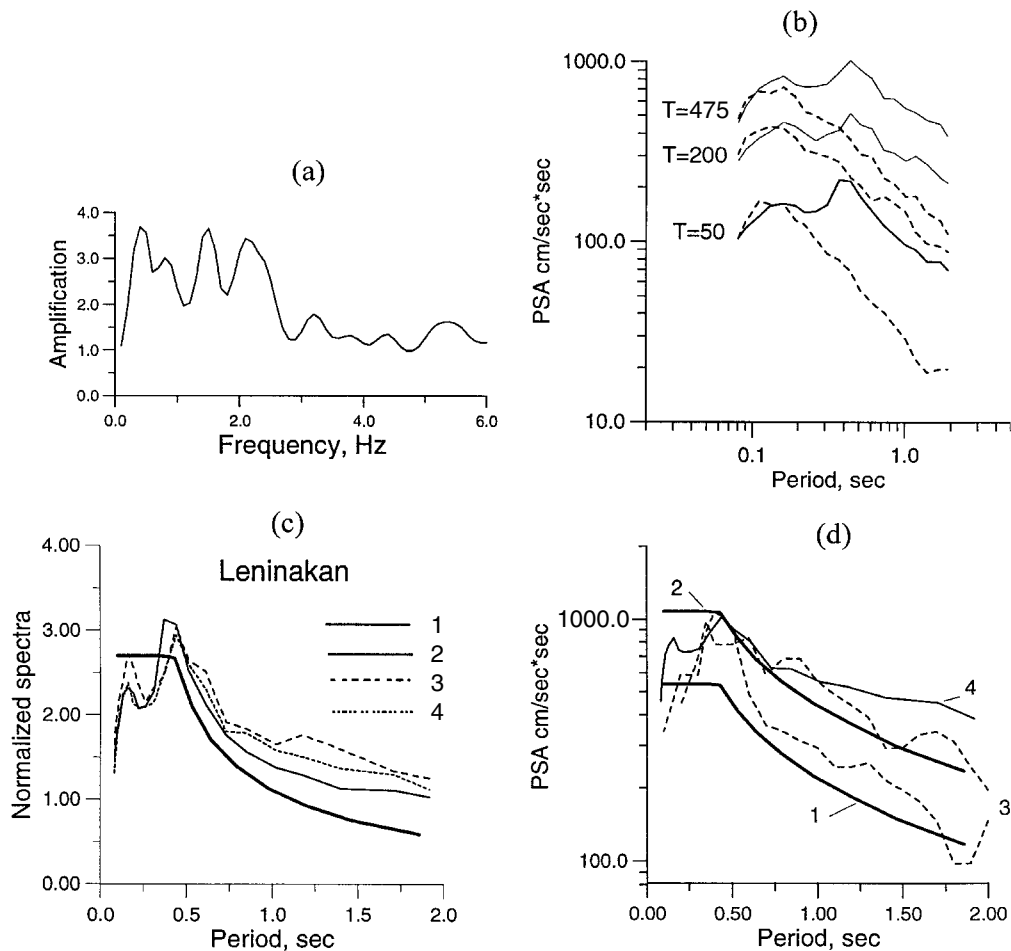 (a)
Amplification
4.0
3.0
2.0
1.0
0.0
0.0
2.0
4.0
6.0
Frequency, Hz
(b)
PSA cm/sec*sec
1000.0
100.0
10.0
T=475
T=200
T=50
0.1
1.0
Period, sec
(c)
Leninakan
Normalized spectra
4.00
3.00
2.00
1.00
0.00
1
2
3
4
0.00
0.5
1.0
1.5
2.0
Period, sec
(d)
PSA cm/sec*sec
1000.0
100.0
2
4
1
3
0.00
0.50
1.00
1.50
2.00
Period, sec